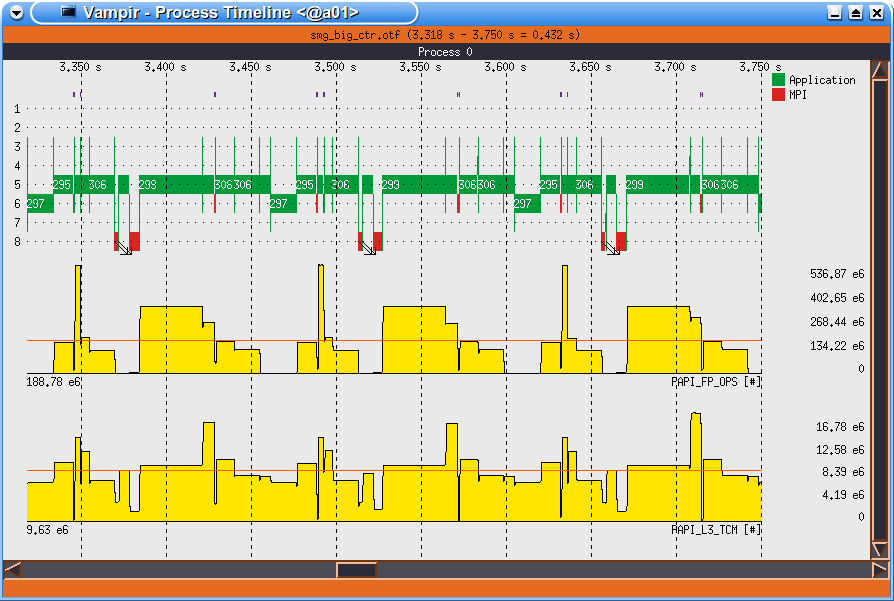 Vampir - Process Timeline <@a01>
smg_big_ctr.otf (3.318 s - 3.750 s = 0.432 s)
Process 0
3.350 s 3.400 s 3.450 s 3.500 s 3.550 s 3.600 s 3.650 s 3.700 s 3.750 s
Application
MPI
1
2
3
4
5 295 306 299 306306 295 306 299 306306 295 306 299 306306
6 297 297 297
7
8
536.87 e6
402.65 e6
268.44 e6
134.22 e6
0
188.78 e6 PAPI_FP_OPS [#]
16.78 e6
12.58 e6
8.39 e6
4.19 e6
0
9.63 e6 PAPI_L3_TCM [#]